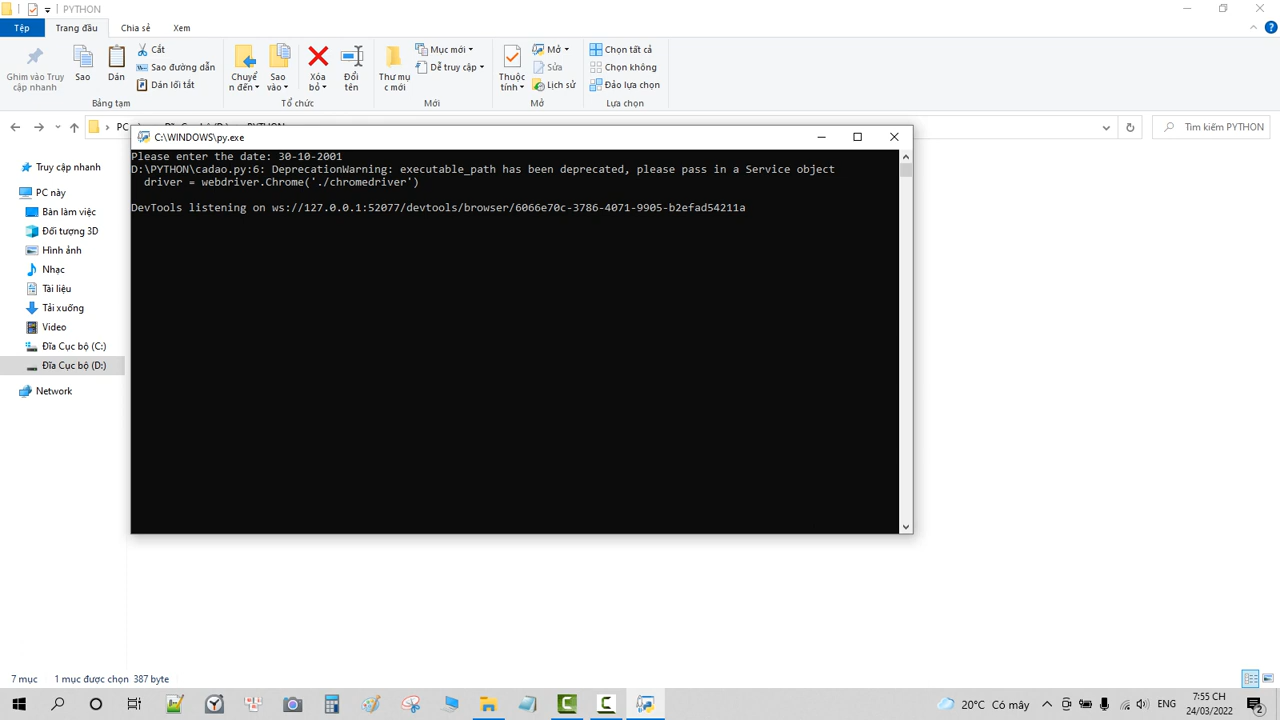 PYTHON
Tệp Trang đầu Chia sẻ Xem
Ghim vào Truy cập nhanh
Sao
Dán
Cắt
Sao đường dẫn
Dán lối tắt
Bảng tạm
Chuyển đến
Sao vào
Xóa bỏ
Đổi tên
Tổ chức
Thư mục mới
Mục mới
Dễ truy cập
Mới
Thuộc tính
Mở
Sửa
Lịch sử
Mở
Chọn tất cả
Chọn không
Đảo lựa chọn
Lựa chọn
Tìm kiếm PYTHON
C:\WINDOWS\py.exe
Please enter the date: 30-10-2001
D:\PYTHON\cadao.py:6: DeprecationWarning: executable_path has been deprecated, please pass in a Service object
driver = webdriver.Chrome('./chromedriver')
DevTools listening on ws://127.0.0.1:52077/devtools/browser/6066e70c-3786-4071-9905-b2efad54211a
Truy cập nhanh
PC này
Bàn làm việc
Đối tượng 3D
Hình ảnh
Nhạc
Tài liệu
Tải xuống
Video
Đĩa Cục bộ (C:)
Đĩa Cục bộ (D:)
Network
7 mục 1 mục được chọn 387 byte
20°C Có mây
ENG
7:55 CH
24/03/2022
2